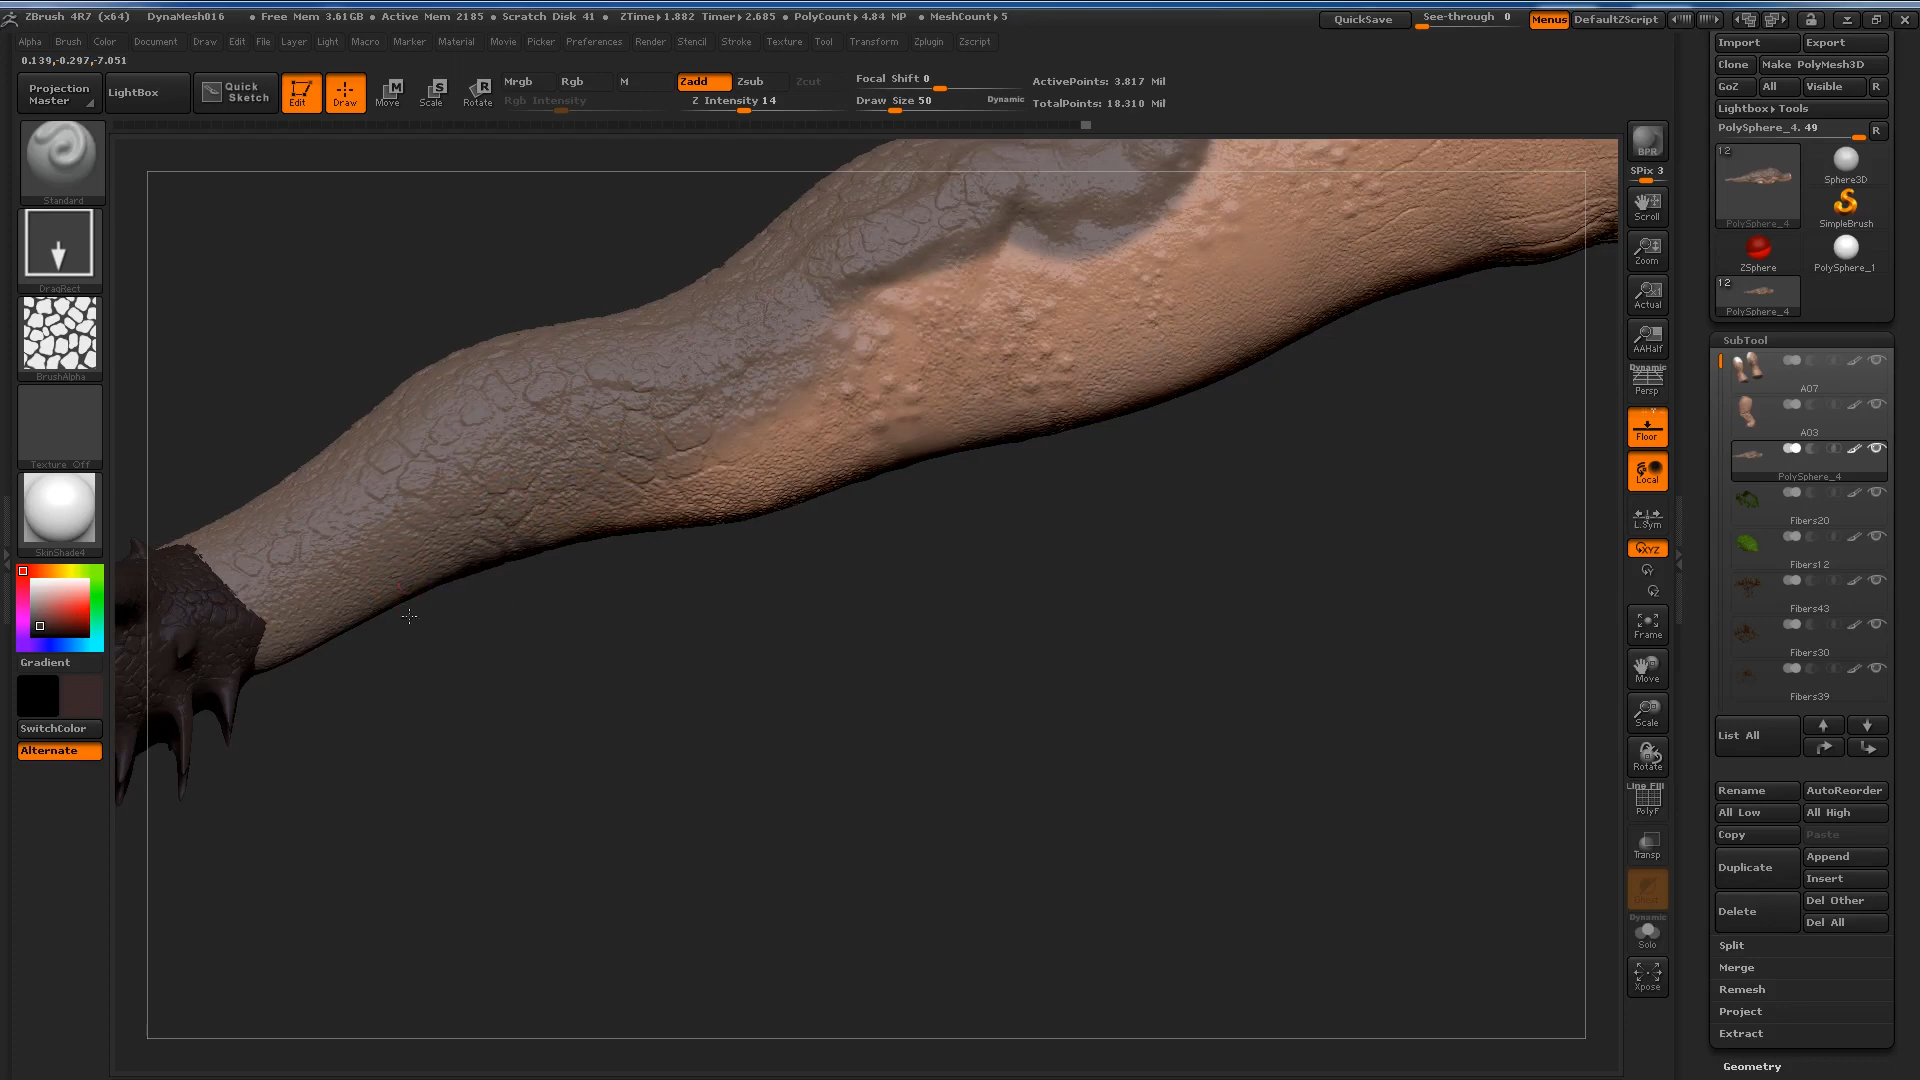 ZBrush 4R7 (x64) DynaMesh016 • Free Mem 3.61GB • Active Mem 2185 • Scratch Disk 41 • ZTime▸1.882 Timer▸2.685 • PolyCount▸4.84 MP • MeshCount▸5
QuickSave See-through 0 Menus DefaultZScript
Alpha Brush Color Document Draw Edit File Layer Light Macro Marker Material Movie Picker Preferences Render Stencil Stroke Texture Tool Transform Zplugin Zscript
0.139,-0.297,-7.051
Projection Master
LightBox
Quick Sketch
Edit
Draw
Move
Scale
Rotate
Mrgb Rgb M
Rgb Intensity
Zadd Zsub Zcut
Z Intensity 14
Focal Shift 0
Draw Size 50 Dynamic
ActivePoints: 3.817 Mil
TotalPoints: 18.310 Mil
Standard
DragRect
BrushAlpha
Texture Off
SkinShade4
Gradient
SwitchColor
Alternate
BPR
SPix 3
Scroll
Zoom
Actual
AAHalf
Dynamic
Persp
Floor
Local
L.Sym
XYZ
Frame
Move
Scale
Rotate
Line Fill
PolyF
Transp
Ghost
Dynamic
Solo
Xpose
Import Export
Clone Make PolyMesh3D
GoZ All Visible R
Lightbox▸Tools
PolySphere_4. 49 R
12
PolySphere_4
Sphere3D
SimpleBrush
ZSphere
PolySphere_1
12
PolySphere_4
SubTool
A07
A03
PolySphere_4
Fibers20
Fibers12
Fibers43
Fibers30
Fibers39
List All
Rename AutoReorder
All Low All High
Copy Paste
Duplicate Append
Insert
Delete Del Other
Del All
Split
Merge
Remesh
Project
Extract
Geometry